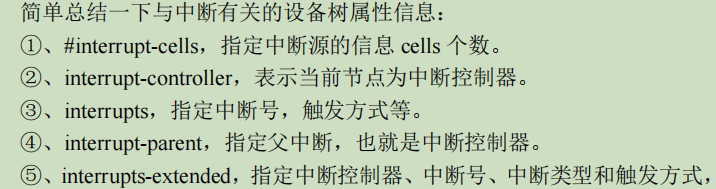 简单总结一下与中断有关的设备树属性信息：
①、#interrupt-cells，指定中断源的信息 cells 个数。
②、interrupt-controller，表示当前节点为中断控制器。
③、interrupts，指定中断号，触发方式等。
④、interrupt-parent，指定父中断，也就是中断控制器。
⑤、interrupts-extended，指定中断控制器、中断号、中断类型和触发方式，